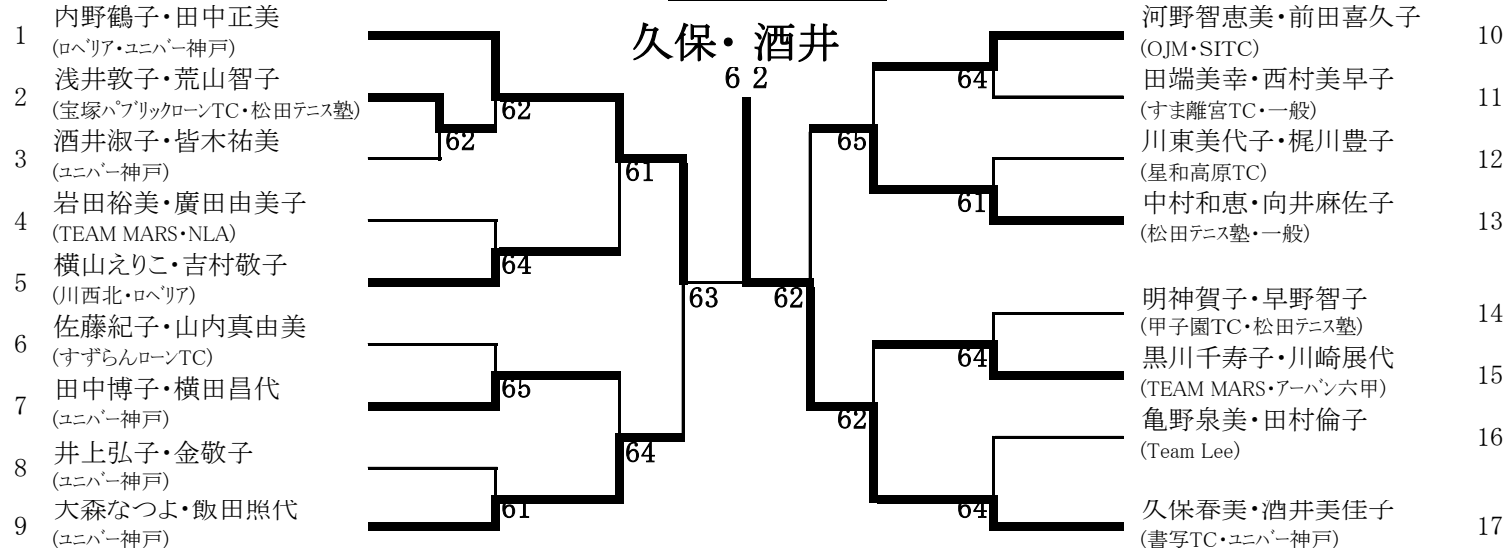 久保・酒井
6 2
1 内野鶴子・田中正美
(ロベリア・ユニバー神戸)
2 浅井敦子・荒山智子
(宝塚パブリックローンTC・松田テニス塾)
3 酒井淑子・皆木祐美
(ユニバー神戸)
4 岩田裕美・廣田由美子
(TEAM MARS・NLA)
5 横山えりこ・吉村敬子
(川西北・ロベリア)
6 佐藤紀子・山内真由美
(すずらんローンTC)
7 田中博子・横田昌代
(ユニバー神戸)
8 井上弘子・金敬子
(ユニバー神戸)
9 大森なつよ・飯田照代
(ユニバー神戸)
62
62
61
64
63
65
64
61
河野智恵美・前田喜久子 10
(OJM・SITC)
田端美幸・西村美早子 11
(すま離宮TC・一般)
川東美代子・梶川豊子 12
(星和高原TC)
中村和恵・向井麻佐子 13
(松田テニス塾・一般)
明神賀子・早野智子 14
(甲子園TC・松田テニス塾)
黒川千寿子・川崎展代 15
(TEAM MARS・アーバン六甲)
亀野泉美・田村倫子 16
(Team Lee)
久保春美・酒井美佳子 17
(書写TC・ユニバー神戸)
64
65
61
62
64
62
64